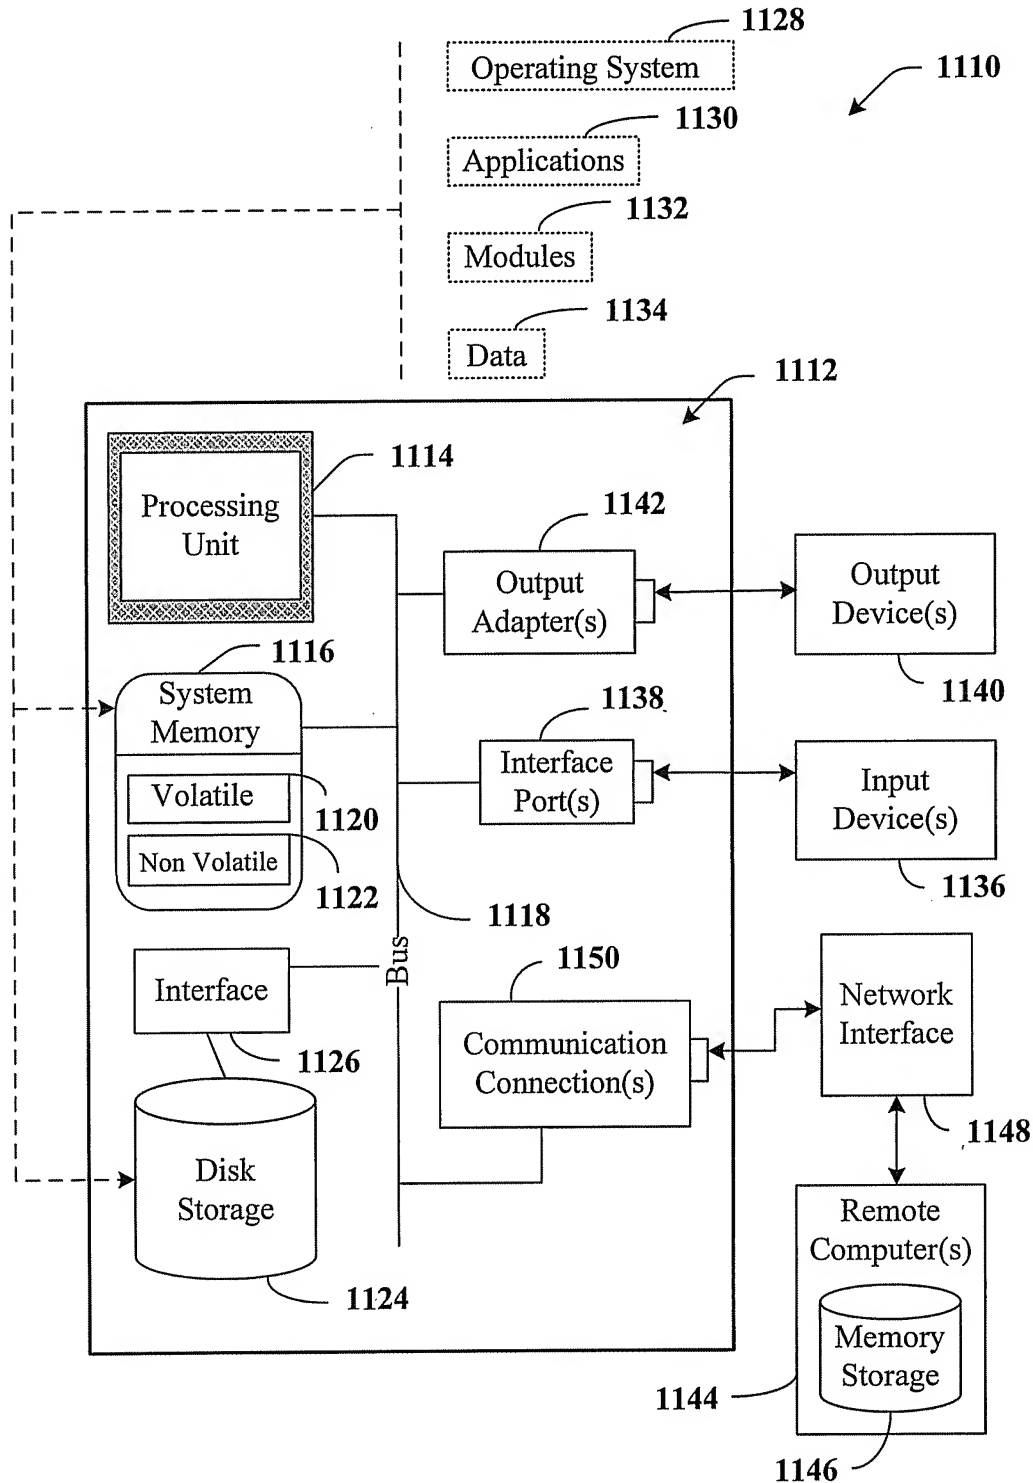 1128
Operating System
1110
1130
Applications
1132
Modules
1134
Data
1112
1114
Processing
Unit
1142
Output
Adapter(s)
Output
Device(s)
1140
1116
System
Memory
1138
Interface
Port(s)
Input
Device(s)
1136
Volatile
1120
Non Volatile
1122
1118
Bus
1150
Interface
1126
Communication
Connection(s)
Network
Interface
1148
Disk
Storage
1124
Remote
Computer(s)
Memory
Storage
1144
1146